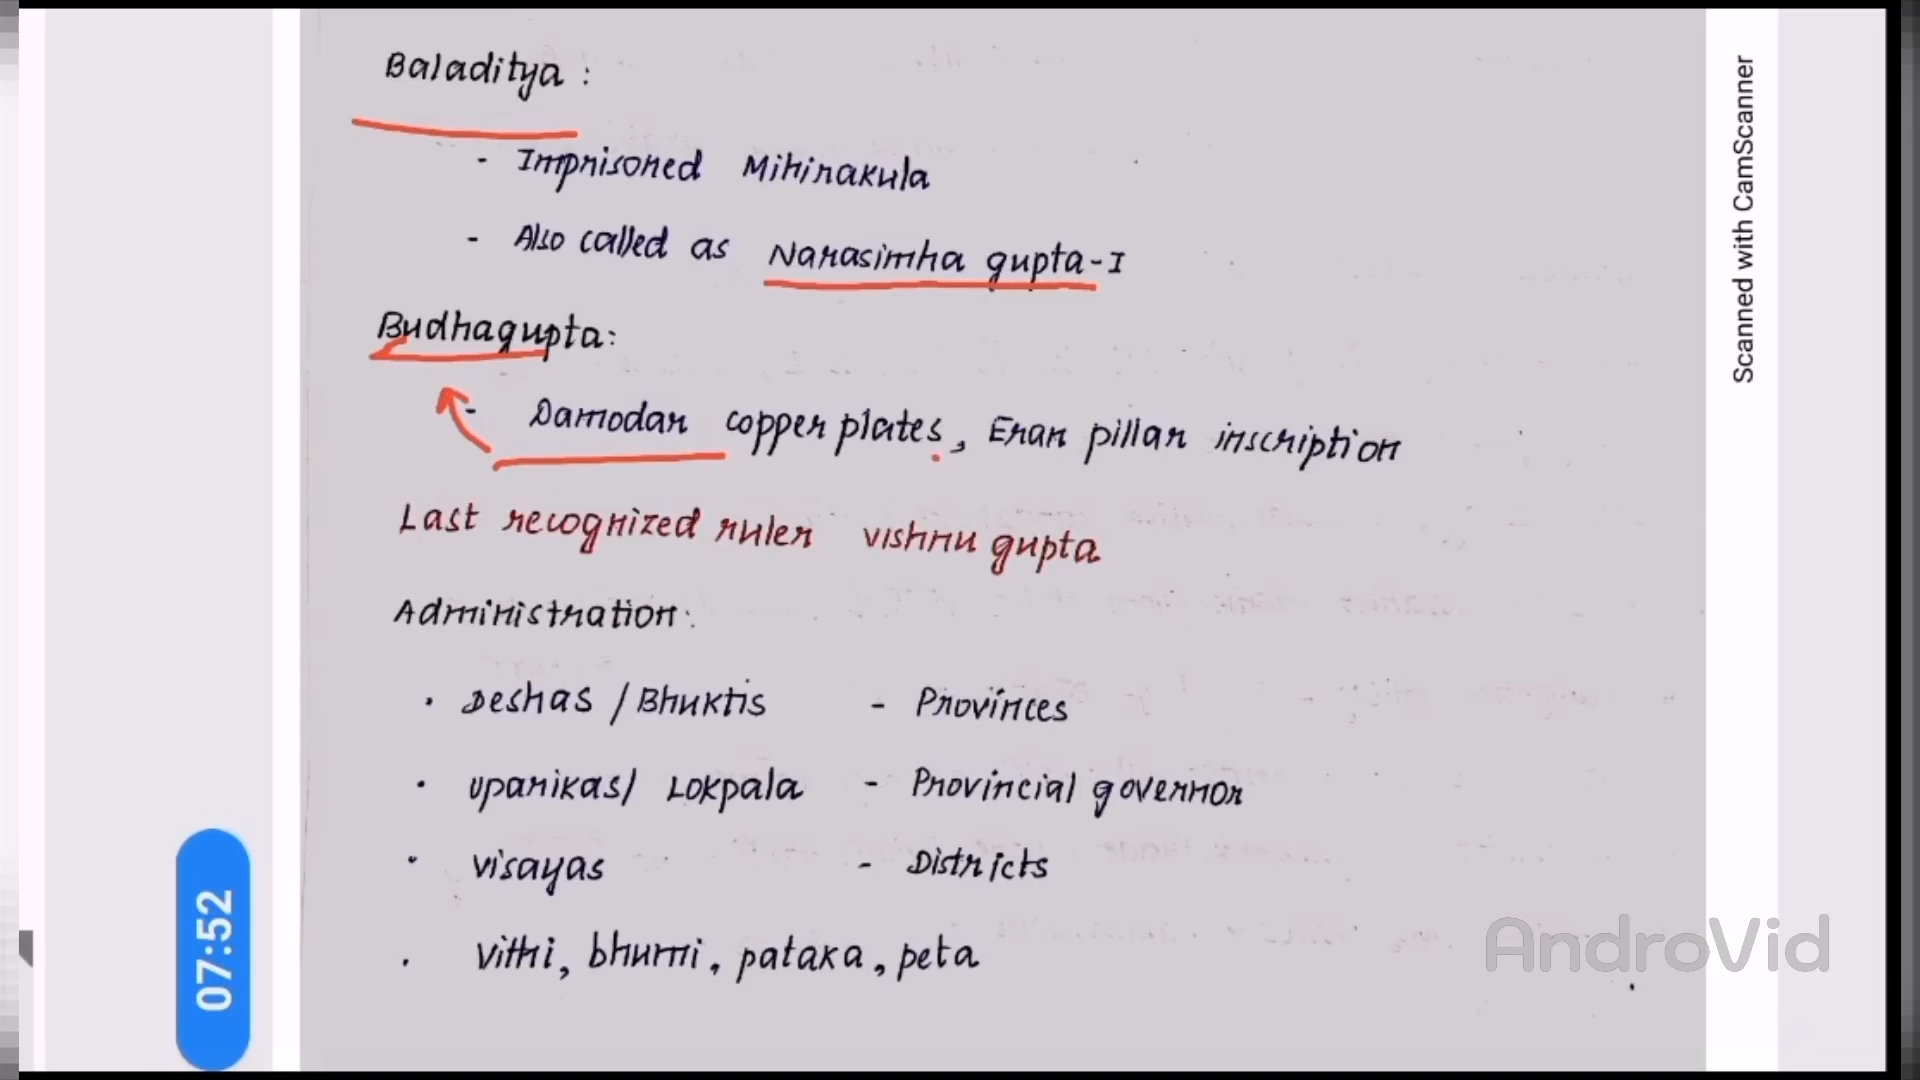 Baladitya :
- Imprisoned Mihirakula
- Also called as Narasimha gupta-I
Budhagupta:
- Damodar copper plates, Eran pillar inscription
Last recognized ruler vishnu gupta
Administration:
· Deshas / Bhuktis - Provinces
· uparikas/ Lokpala - Provincial governor
· visayas - Districts
· vithi, bhumi, pataka, peta
Scanned with CamScanner
07:52
AndroVid